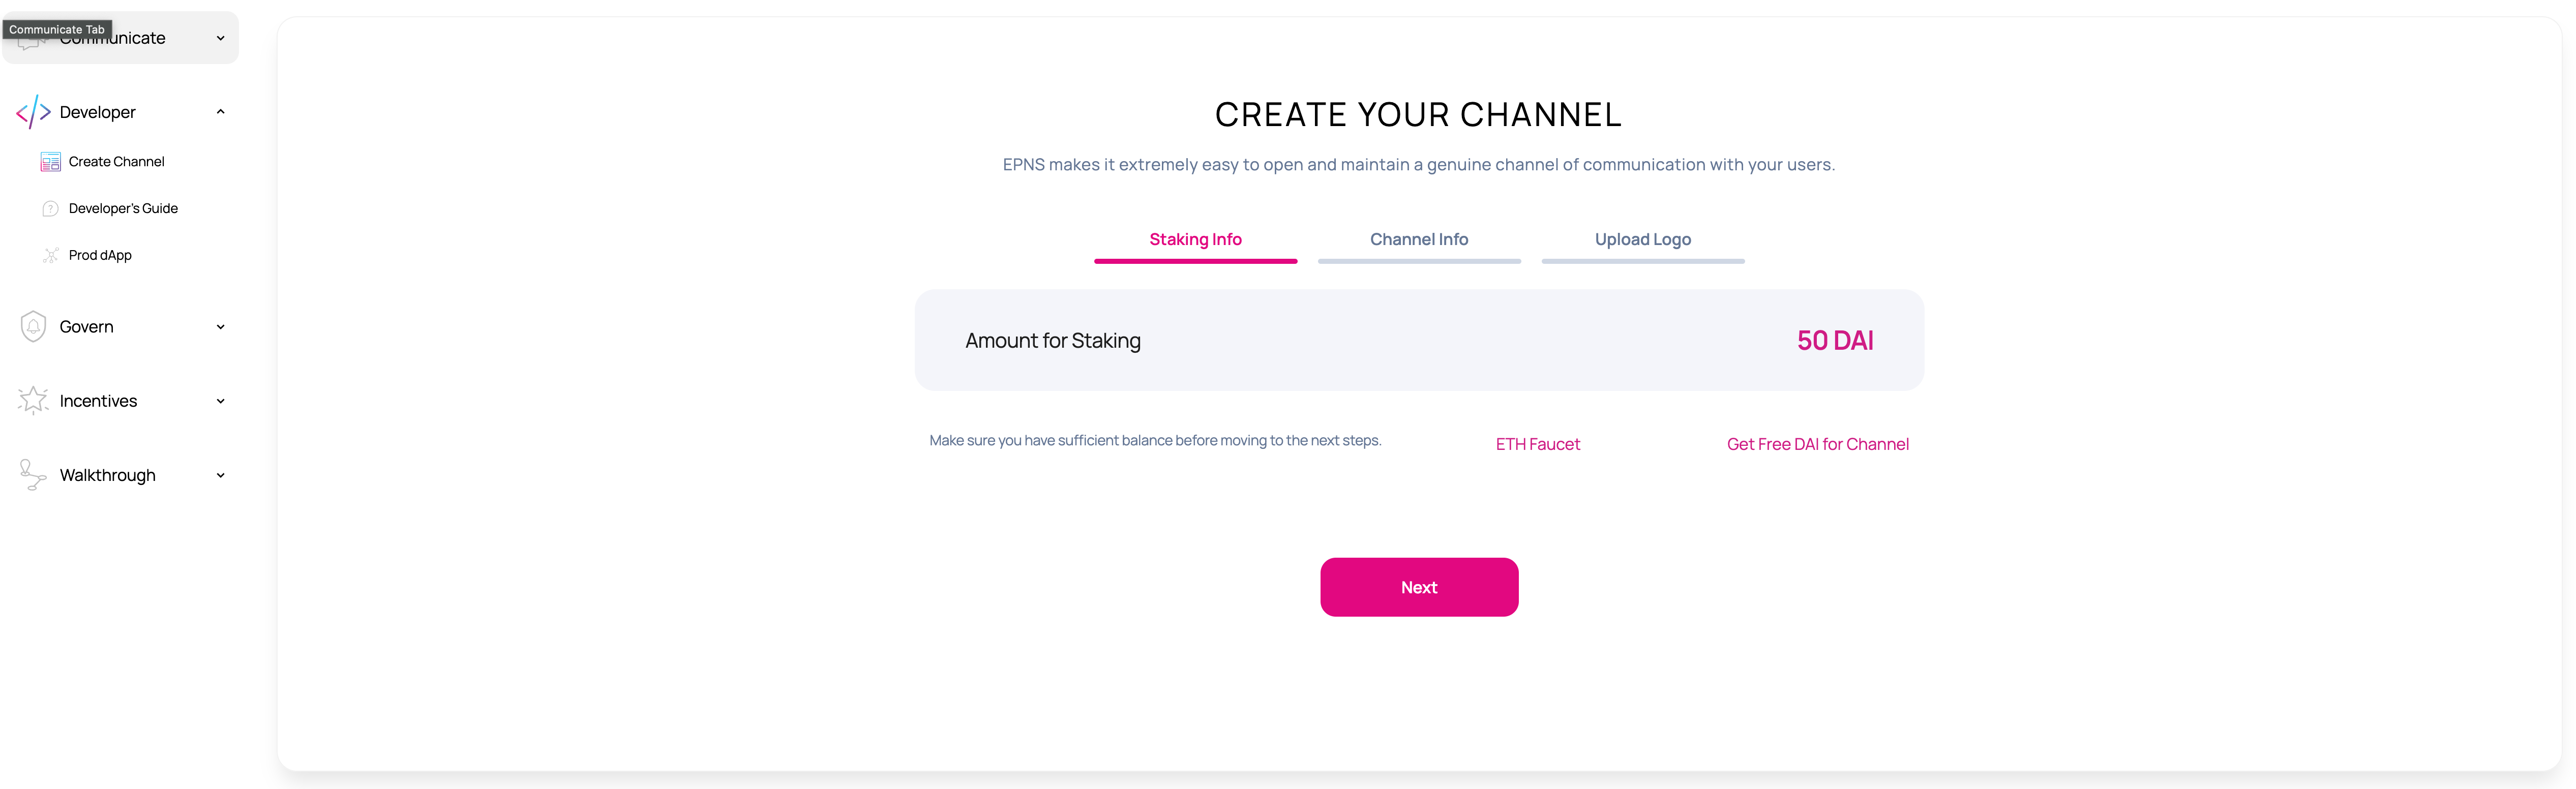 Communicate Tab
Communicate
Developer
Create Channel
Developer's Guide
Prod dApp
Govern
Incentives
Walkthrough
CREATE YOUR CHANNEL
EPNS makes it extremely easy to open and maintain a genuine channel of communication with your users.
Staking Info Channel Info Upload Logo
Amount for Staking 50 DAI
Make sure you have sufficient balance before moving to the next steps. ETH Faucet Get Free DAI for Channel
Next